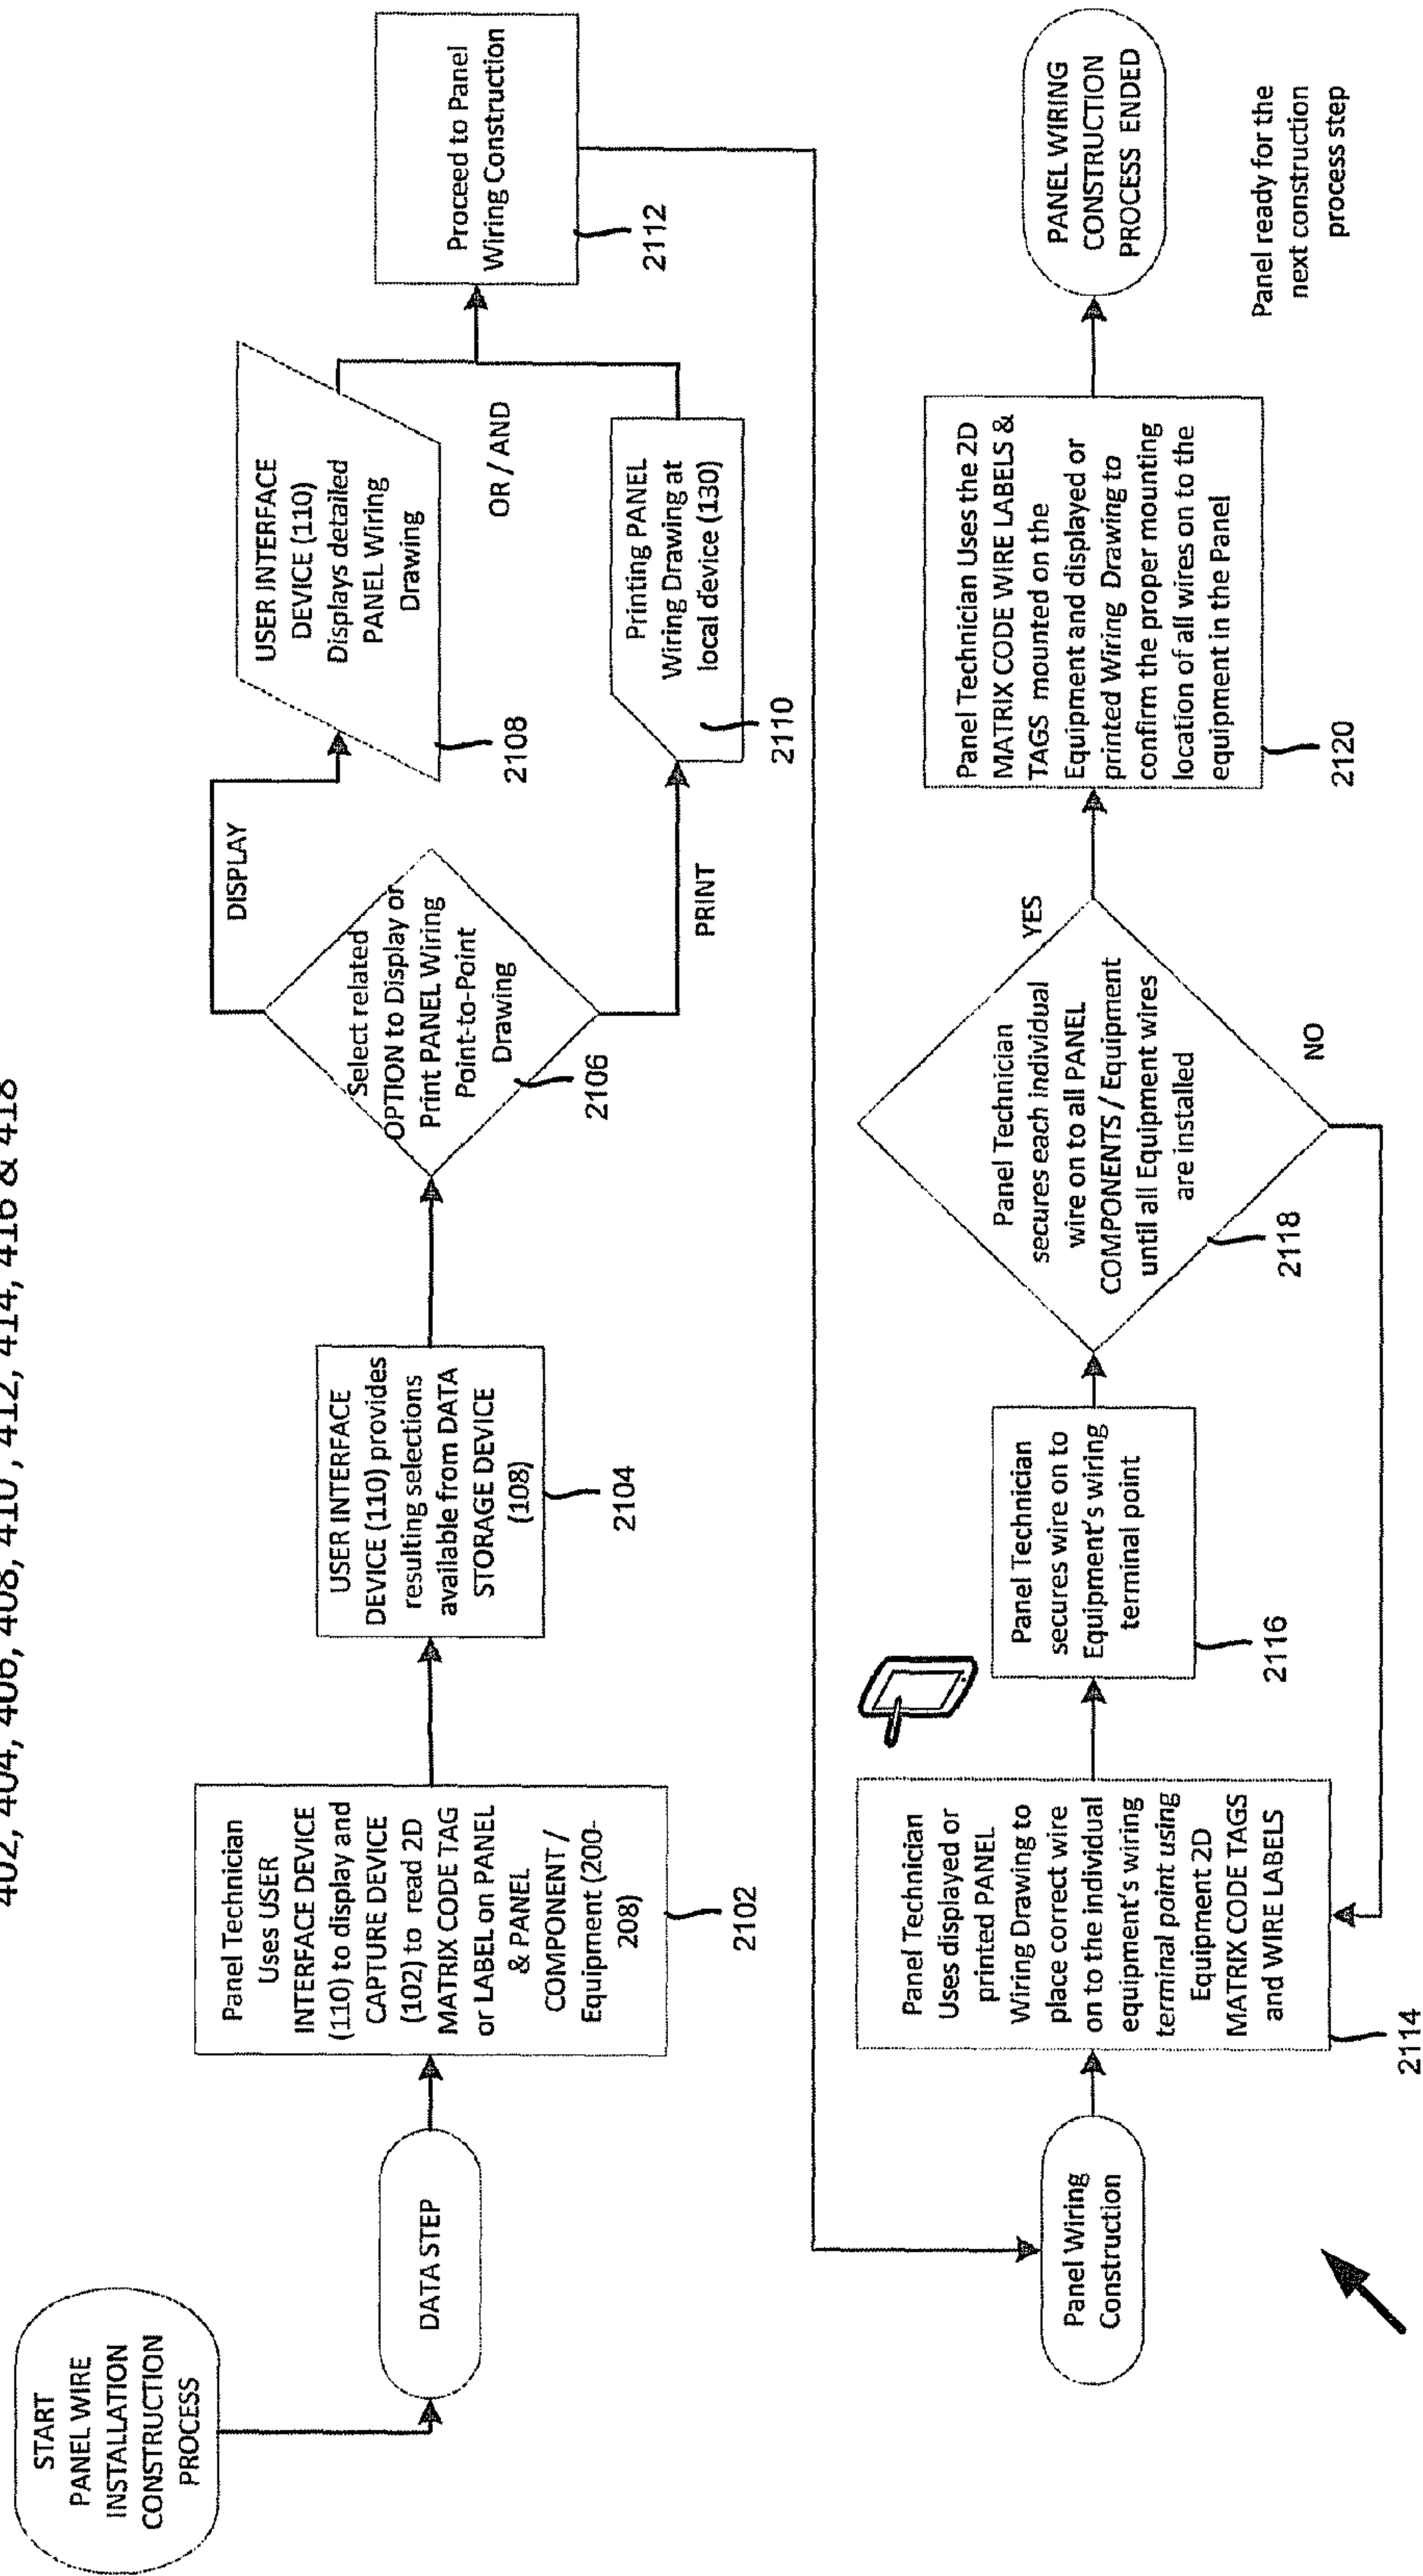 402, 404, 406, 408, 410 , 412, 414, 416 & 418
START
PANEL WIRE
INSTALLATION
CONSTRUCTION
PROCESS
DATA STEP
Panel Technician
Uses USER
INTERFACE DEVICE
(110) to display and
CAPTURE DEVICE
(102) to read 2D
MATRIX CODE TAG
or LABEL on PANEL
& PANEL
COMPONENT /
Equipment (200-
208)
2102
USER INTERFACE
DEVICE (110) provides
resulting selections
available from DATA
STORAGE DEVICE
(108)
2104
Select related
OPTION to Display or
Print PANEL Wiring
Point-to-Point
Drawing
2106
DISPLAY
PRINT
USER INTERFACE
DEVICE (110)
Displays detailed
PANEL Wiring
Drawing
2108
OR / AND
Printing PANEL
Wiring Drawing at
local device (130)
2110
Proceed to Panel
Wiring Construction
2112
Panel Wiring
Construction
Panel Technician
Uses displayed or
printed PANEL
Wiring Drawing to
place correct wire
on to the individual
equipment's wiring
terminal point using
Equipment 2D
MATRIX CODE TAGS
and WIRE LABELS
2114
Panel Technician
secures wire on to
Equipment's wiring
terminal point
2116
Panel Technician
secures each individual
wire on to all PANEL
COMPONENTS / Equipment
until all Equipment wires
are installed
2118
YES
NO
Panel Technician Uses the 2D
MATRIX CODE WIRE LABELS &
TAGS mounted on the
Equipment and displayed or
printed Wiring Drawing to
confirm the proper mounting
location of all wires on to the
equipment in the Panel
2120
PANEL WIRING
CONSTRUCTION
PROCESS ENDED
Panel ready for the
next construction
process step